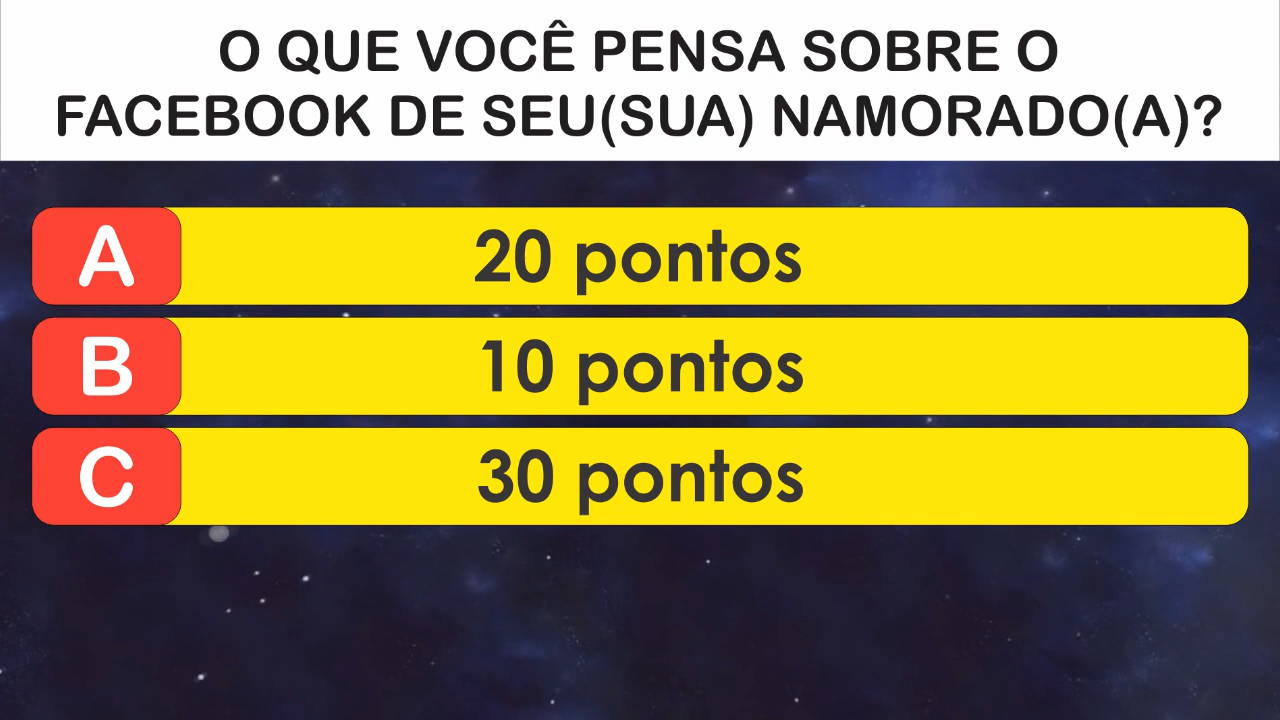 O QUE VOCÊ PENSA SOBRE O
FACEBOOK DE SEU(SUA) NAMORADO(A)?
A 20 pontos
B 10 pontos
C 30 pontos